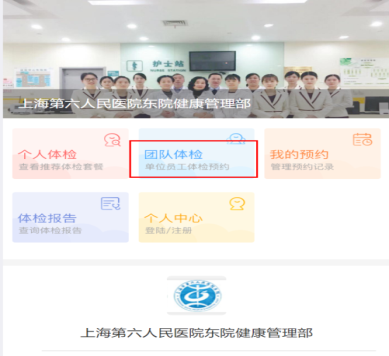 护士站
上海第六人民医院东院健康管理部
个人体检
查看推荐体检套餐
团队体检
单位员工体检预约
我的预约
管理预约记录
体检报告
查询体检报告
个人中心
登陆/注册
上海第六人民医院东院健康管理部